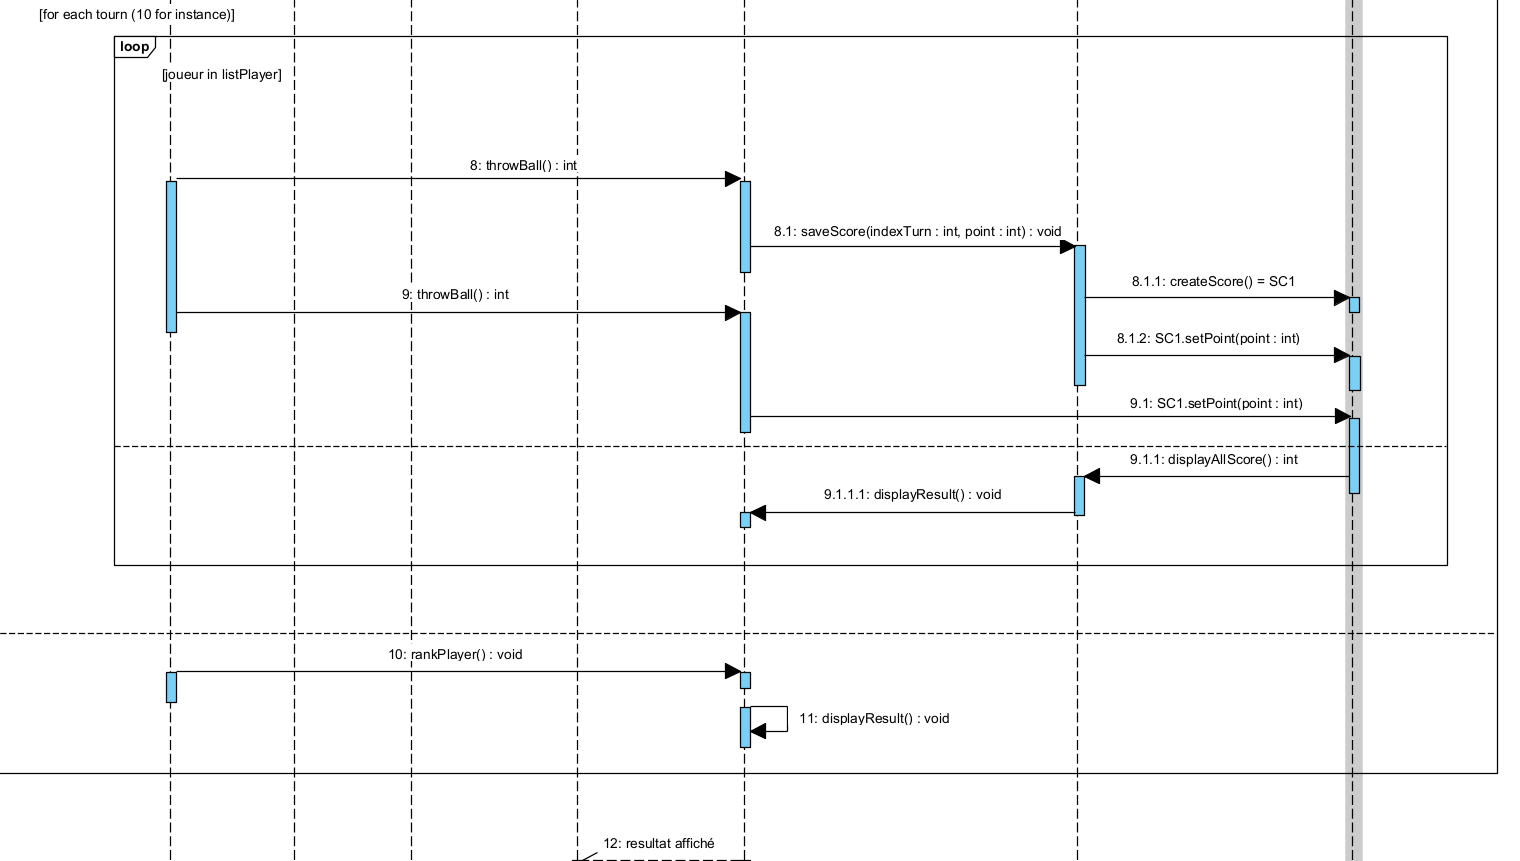 [for each tourn (10 for instance)]
loop
[joueur in listPlayer]
8: throwBall() : int
8.1: saveScore(indexTurn : int, point : int) : void
8.1.1: createScore() = SC1
9: throwBall() : int
8.1.2: SC1.setPoint(point : int)
9.1: SC1.setPoint(point : int)
9.1.1: displayAllScore() : int
9.1.1.1: displayResult() : void
10: rankPlayer() : void
11: displayResult() : void
12: resultat affiché